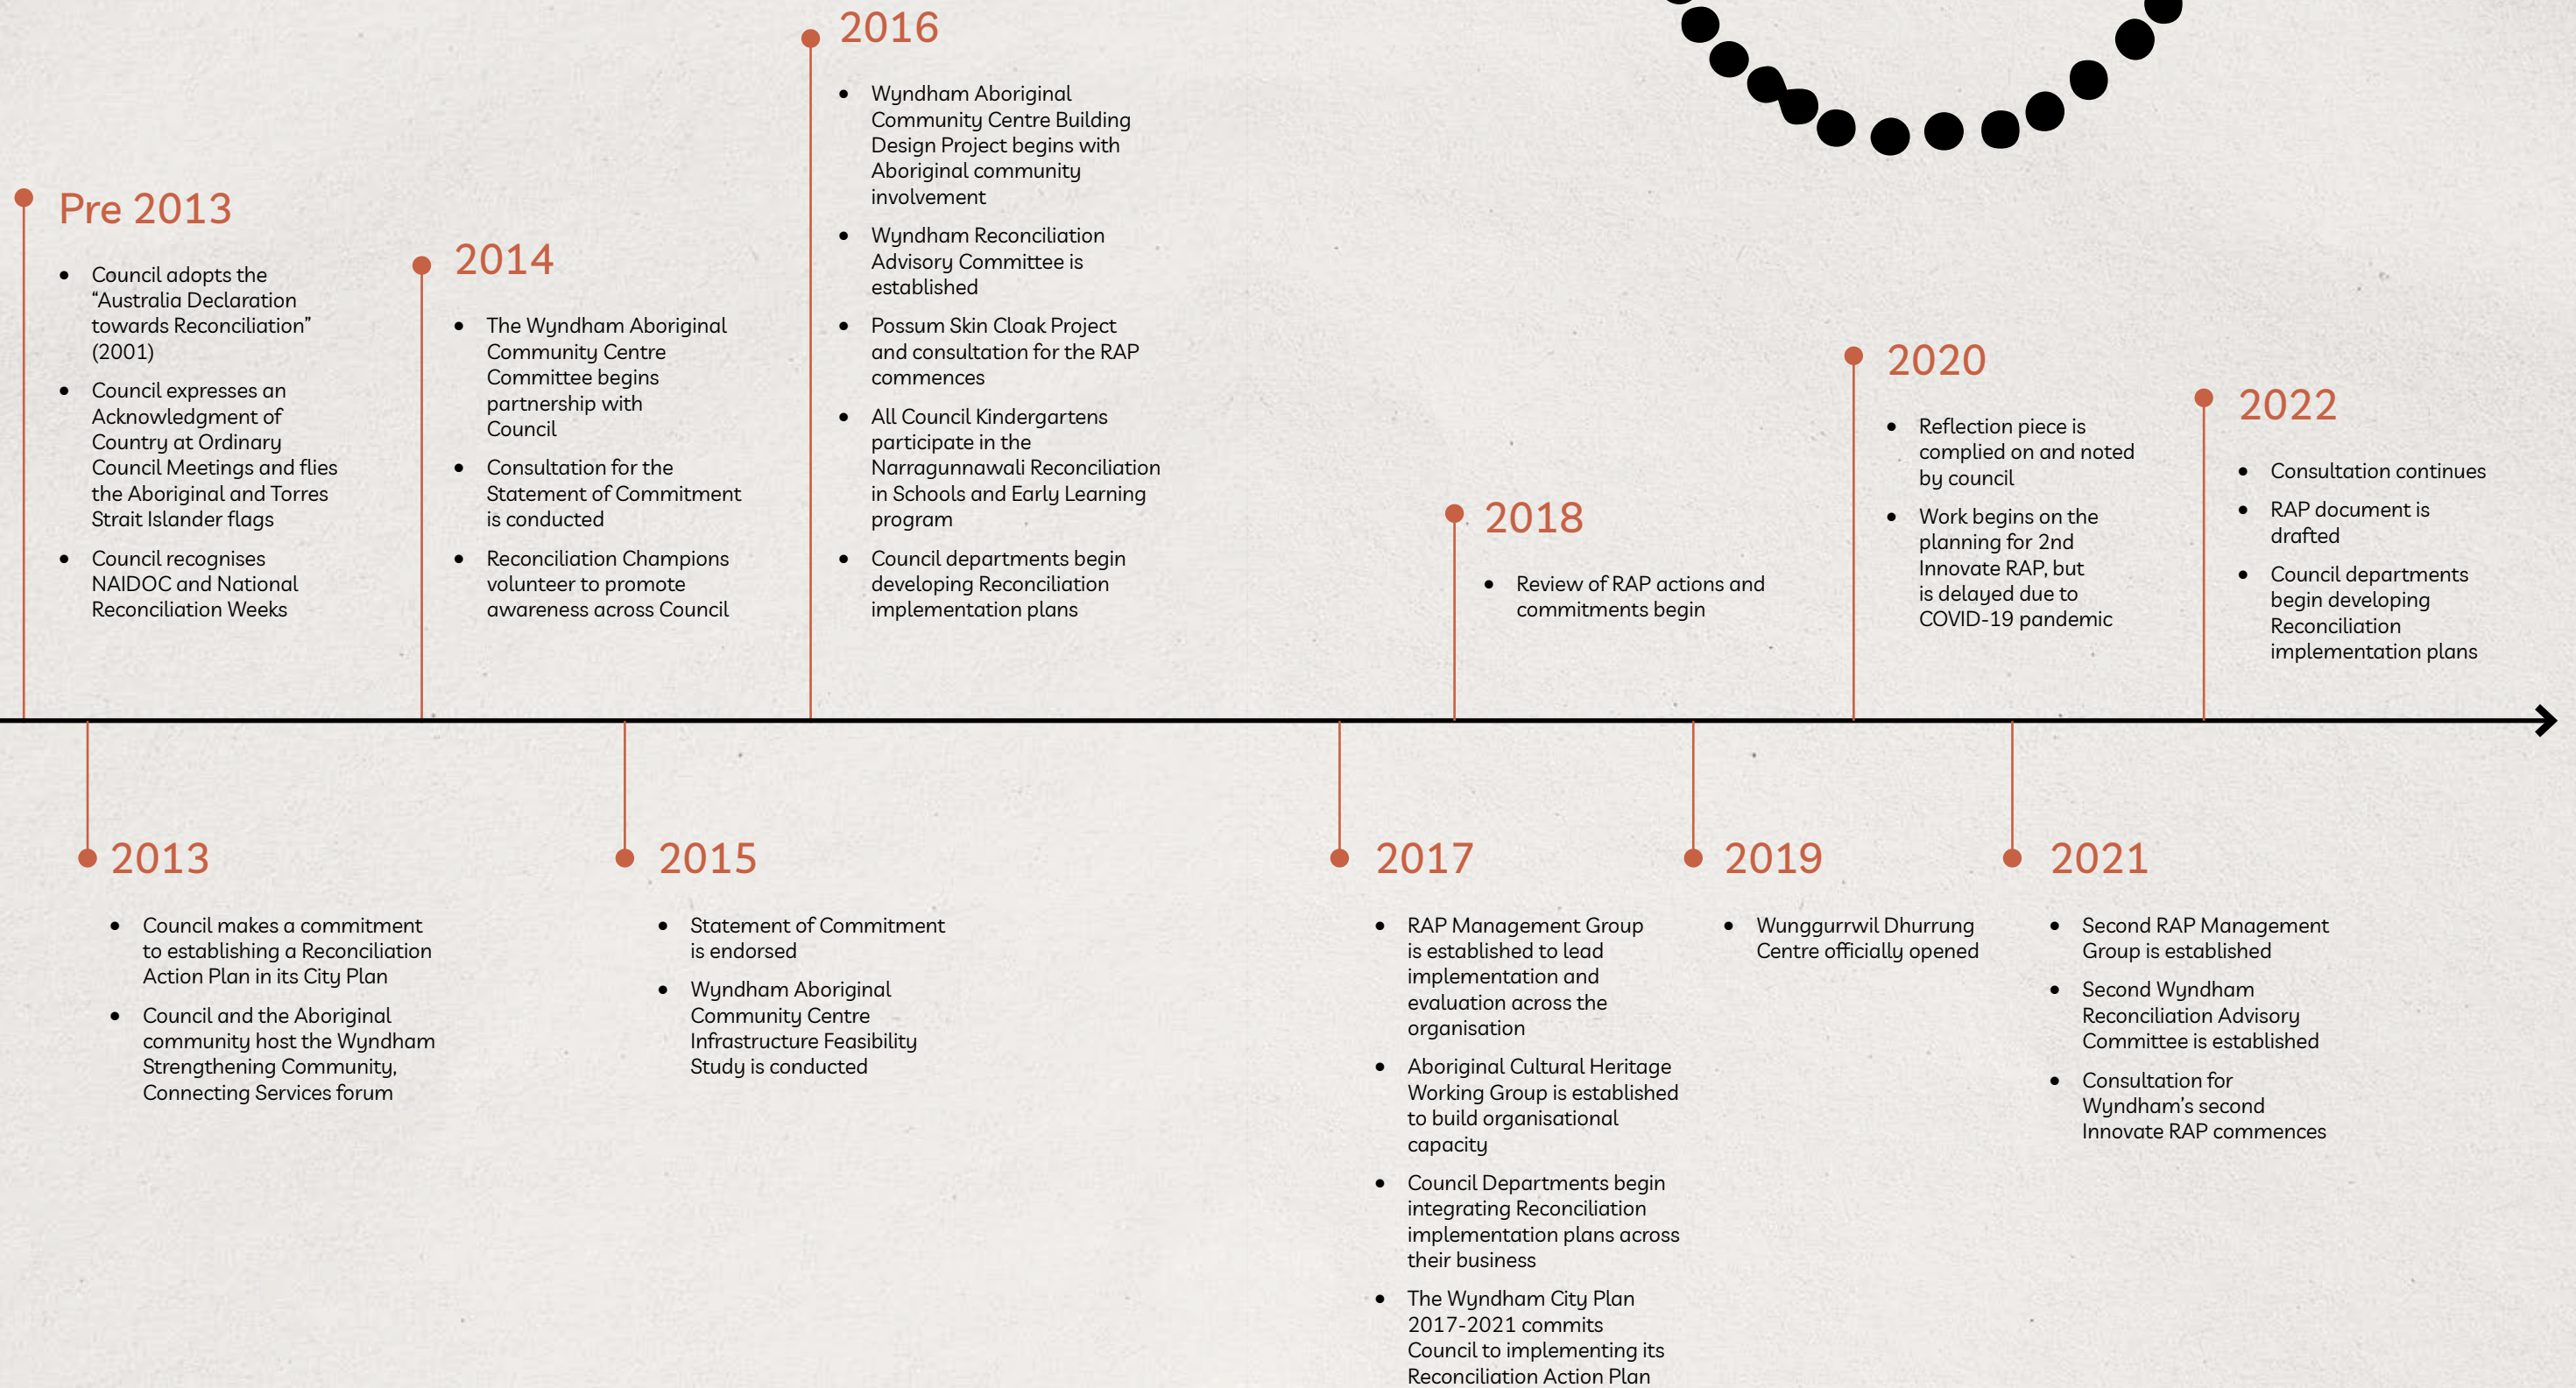 Pre 2013
• Council adopts the
“Australia Declaration
towards Reconciliation”
(2001)
• Council expresses an
Acknowledgment of
Country at Ordinary
Council Meetings and flies
the Aboriginal and Torres
Strait Islander flags
• Council recognises
NAIDOC and National
Reconciliation Weeks
2013
• Council makes a commitment
to establishing a Reconciliation
Action Plan in its City Plan
• Council and the Aboriginal
community host the Wyndham
Strengthening Community,
Connecting Services forum
2014
• The Wyndham Aboriginal
Community Centre
Committee begins
partnership with
Council
• Consultation for the
Statement of Commitment
is conducted
• Reconciliation Champions
volunteer to promote
awareness across Council
2015
• Statement of Commitment
is endorsed
• Wyndham Aboriginal
Community Centre
Infrastructure Feasibility
Study is conducted
2016
• Wyndham Aboriginal
Community Centre Building
Design Project begins with
Aboriginal community
involvement
• Wyndham Reconciliation
Advisory Committee is
established
• Possum Skin Cloak Project
and consultation for the RAP
commences
• All Council Kindergartens
participate in the
Narragunnawali Reconciliation
in Schools and Early Learning
program
• Council departments begin
developing Reconciliation
implementation plans
2017
• RAP Management Group
is established to lead
implementation and
evaluation across the
organisation
• Aboriginal Cultural Heritage
Working Group is established
to build organisational
capacity
• Council Departments begin
integrating Reconciliation
implementation plans across
their business
• The Wyndham City Plan
2017-2021 commits
Council to implementing its
Reconciliation Action Plan
2018
• Review of RAP actions and
commitments begin
2019
• Wunggurrwil Dhurrung
Centre officially opened
2020
• Reflection piece is
complied on and noted
by council
• Work begins on the
planning for 2nd
Innovate RAP, but
is delayed due to
COVID-19 pandemic
2021
• Second RAP Management
Group is established
• Second Wyndham
Reconciliation Advisory
Committee is established
• Consultation for
Wyndham’s second
Innovate RAP commences
2022
• Consultation continues
• RAP document is
drafted
• Council departments
begin developing
Reconciliation
implementation plans